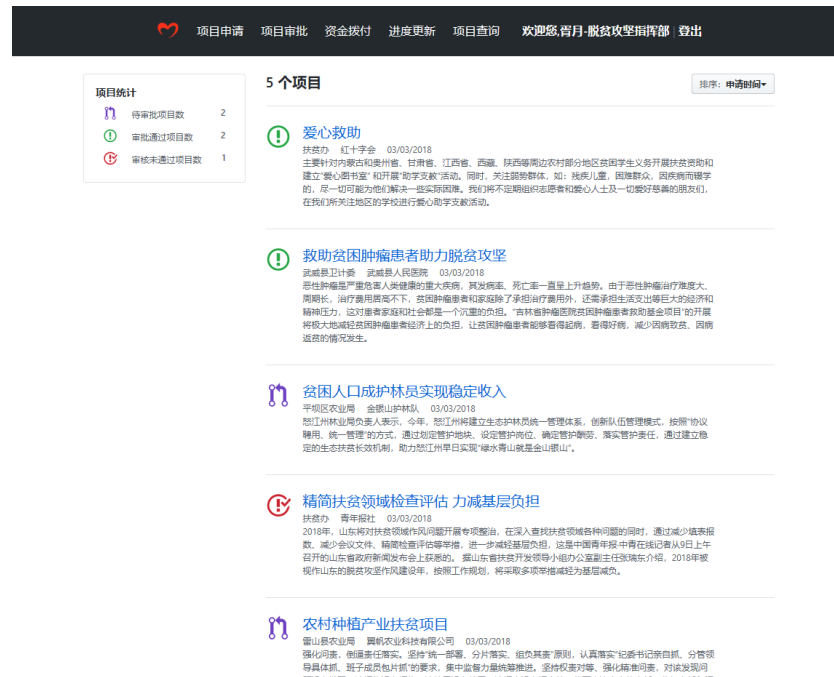 项目申请 项目审批 资金拨付 进度更新 项目查询 欢迎您,胥月-脱贫攻坚指挥部 | 登出
项目统计
待审批项目数 2
审批通过项目数 2
审核未通过项目数 1
5 个项目
排序: 申请时间
爱心救助
扶贫办 红十字会 03/03/2018
主要针对内蒙古和贵州省、甘肃省、江西省、西藏、陕西等周边农村部分地区贫困学生义务开展扶贫资助和
建立"爱心图书室" 和开展"助学支教"活动。同时，关注弱势群体，如：残疾儿童，困难群众，因疾病而辍学
的，尽一切可能为他们解决一些实际困难。我们将不定期组织志愿者和爱心人士及一切爱好慈善的朋友们，
在我们所关注地区的学校进行爱心助学支教活动。
救助贫困肿瘤患者助力脱贫攻坚
武威县卫计委 武威县人民医院 03/03/2018
恶性肿瘤是严重危害人类健康的重大疾病，其发病率、死亡率一直呈上升趋势。由于恶性肿瘤治疗难度大、
周期长，治疗费用居高不下，贫困肿瘤患者和家庭除了承担治疗费用外，还需承担生活支出等巨大的经济和
精神压力，这对患者家庭和社会都是一个沉重的负担。"吉林省肿瘤医院贫困肿瘤患者救助基金项目"的开展
将极大地减轻贫困肿瘤患者经济上的负担，让贫困肿瘤患者能够看得起病，看得好病，减少因病致贫、因病
返贫的情况发生。
贫困人口成护林员实现稳定收入
平坝区农业局 金银山护林队 03/03/2018
怒江州林业局负责人表示，今年，怒江州将建立生态护林员统一管理体系，创新队伍管理模式，按照"协议
聘用、统一管理"的方式，通过划定管护地块、设定管护岗位、确定管护酬劳、落实管护责任，通过建立稳
定的生态扶贫长效机制，助力怒江州早日实现"绿水青山就是金山银山"。
精简扶贫领域检查评估 力减基层负担
扶贫办 青年报社 03/03/2018
2018年，山东将对扶贫领域作风问题开展专项整治，在深入查找扶贫领域各种问题的同时，通过减少填表报
数、减少会议文件、精简检查评估等举措，进一步减轻基层负担，这是中国青年报·中青在线记者从9日上午
召开的山东省政府新闻发布会上获悉的。 据山东省扶贫开发领导小组办公室副主任张瑞东介绍，2018年被
视作山东的脱贫攻坚作风建设年，按照工作规划，将采取多项举措减轻为基层减负。
农村种植产业扶贫项目
雷山县农业局 翼帆农业科技有限公司 03/03/2018
强化问责，倒逼责任落实。坚持"统一部署、分片落实、组负其责"原则，认真落实"纪委书记亲自抓、分管领
导具体抓、班子成员包片抓"的要求，集中监督力量统筹推进。坚持权责对等、强化精准问责，对该发现问